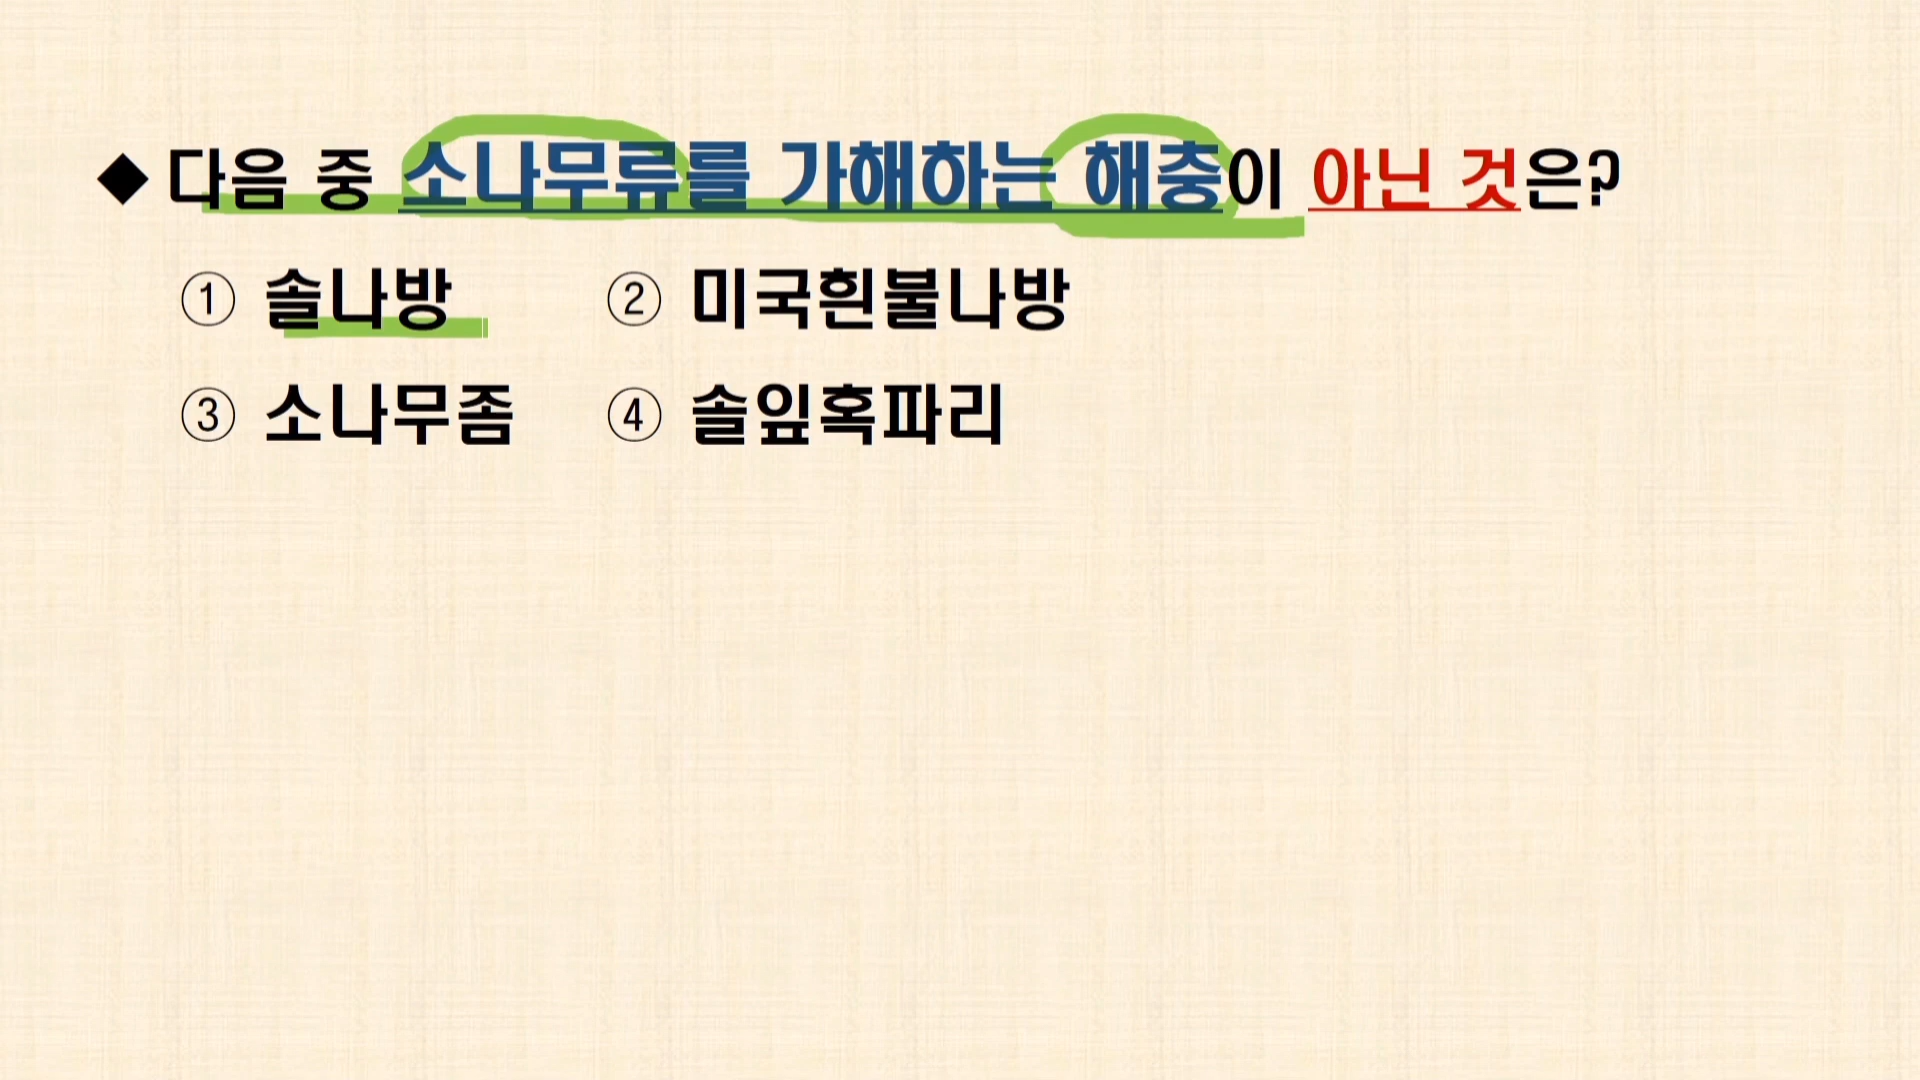 ◆ 다음 중 소나무류를 가해하는 해충이 아닌 것은?
① 솔나방 ② 미국흰불나방
③ 소나무좀 ④ 솔잎혹파리